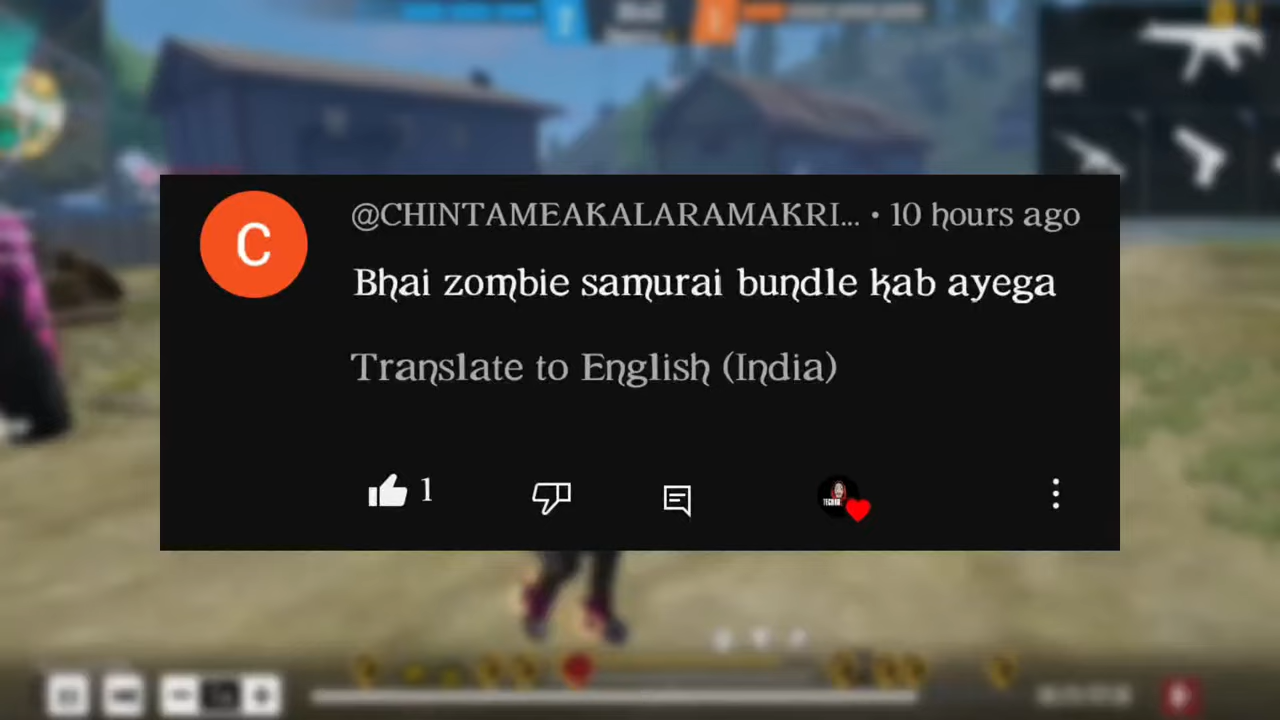 C
@CHINTAMEAKALARAMAKRI... • 10 hours ago
Bhai zombie samurai bundle kab ayega
Translate to English (India)
1